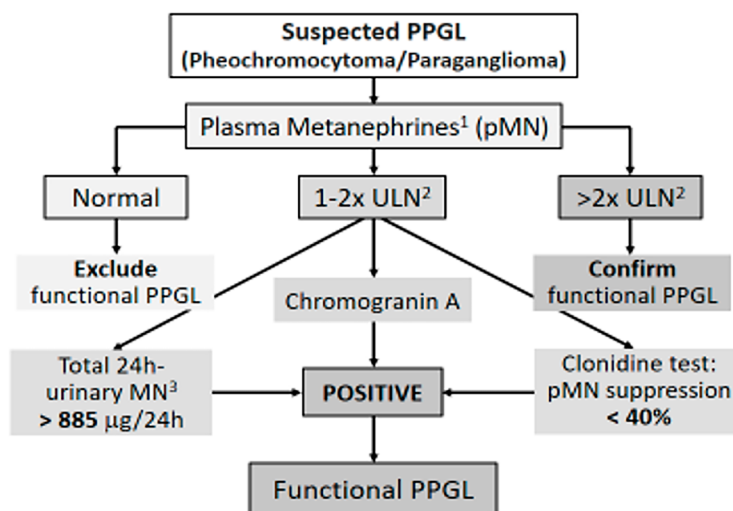 Suspected PPGL
(Pheochromocytoma/Paraganglioma)
Plasma Metanephrines¹ (pMN)
Normal
1-2x ULN²
>2x ULN²
Exclude
functional PPGL
Chromogranin A
Confirm
functional PPGL
Total 24h-
urinary MN³
> 885 µg/24h
POSITIVE
Clonidine test:
pMN suppression
< 40%
Functional PPGL